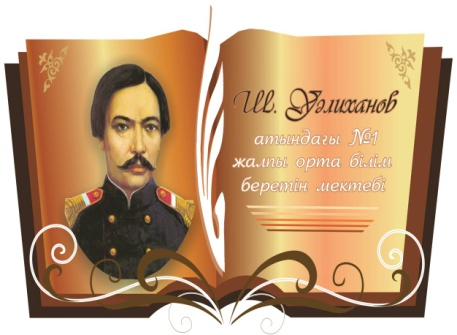 Ш. Уәлиханов
атындағы №1
жалпы орта білім
беретін мектебі